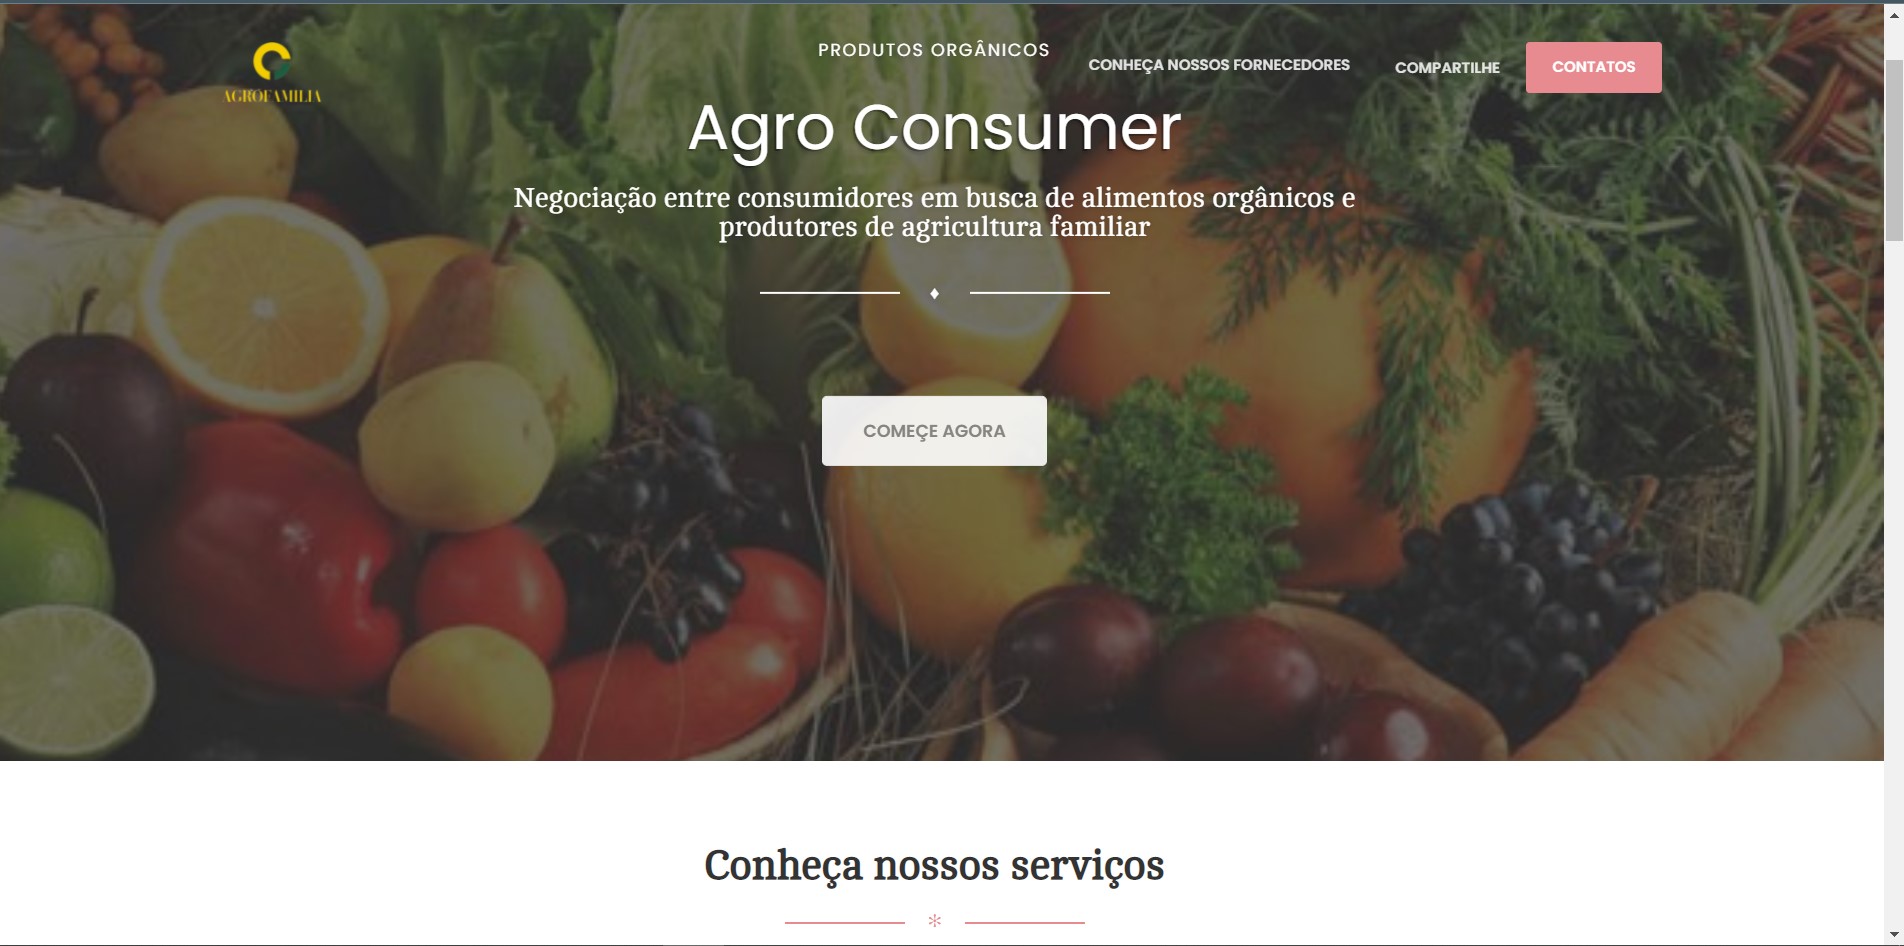 AGROFAMILIA
PRODUTOS ORGÂNICOS
CONHEÇA NOSSOS FORNECEDORES
COMPARTILHE
CONTATOS
Agro Consumer
Negociação entre consumidores em busca de alimentos orgânicos e
produtores de agricultura familiar
COMEÇE AGORA
Conheça nossos serviços